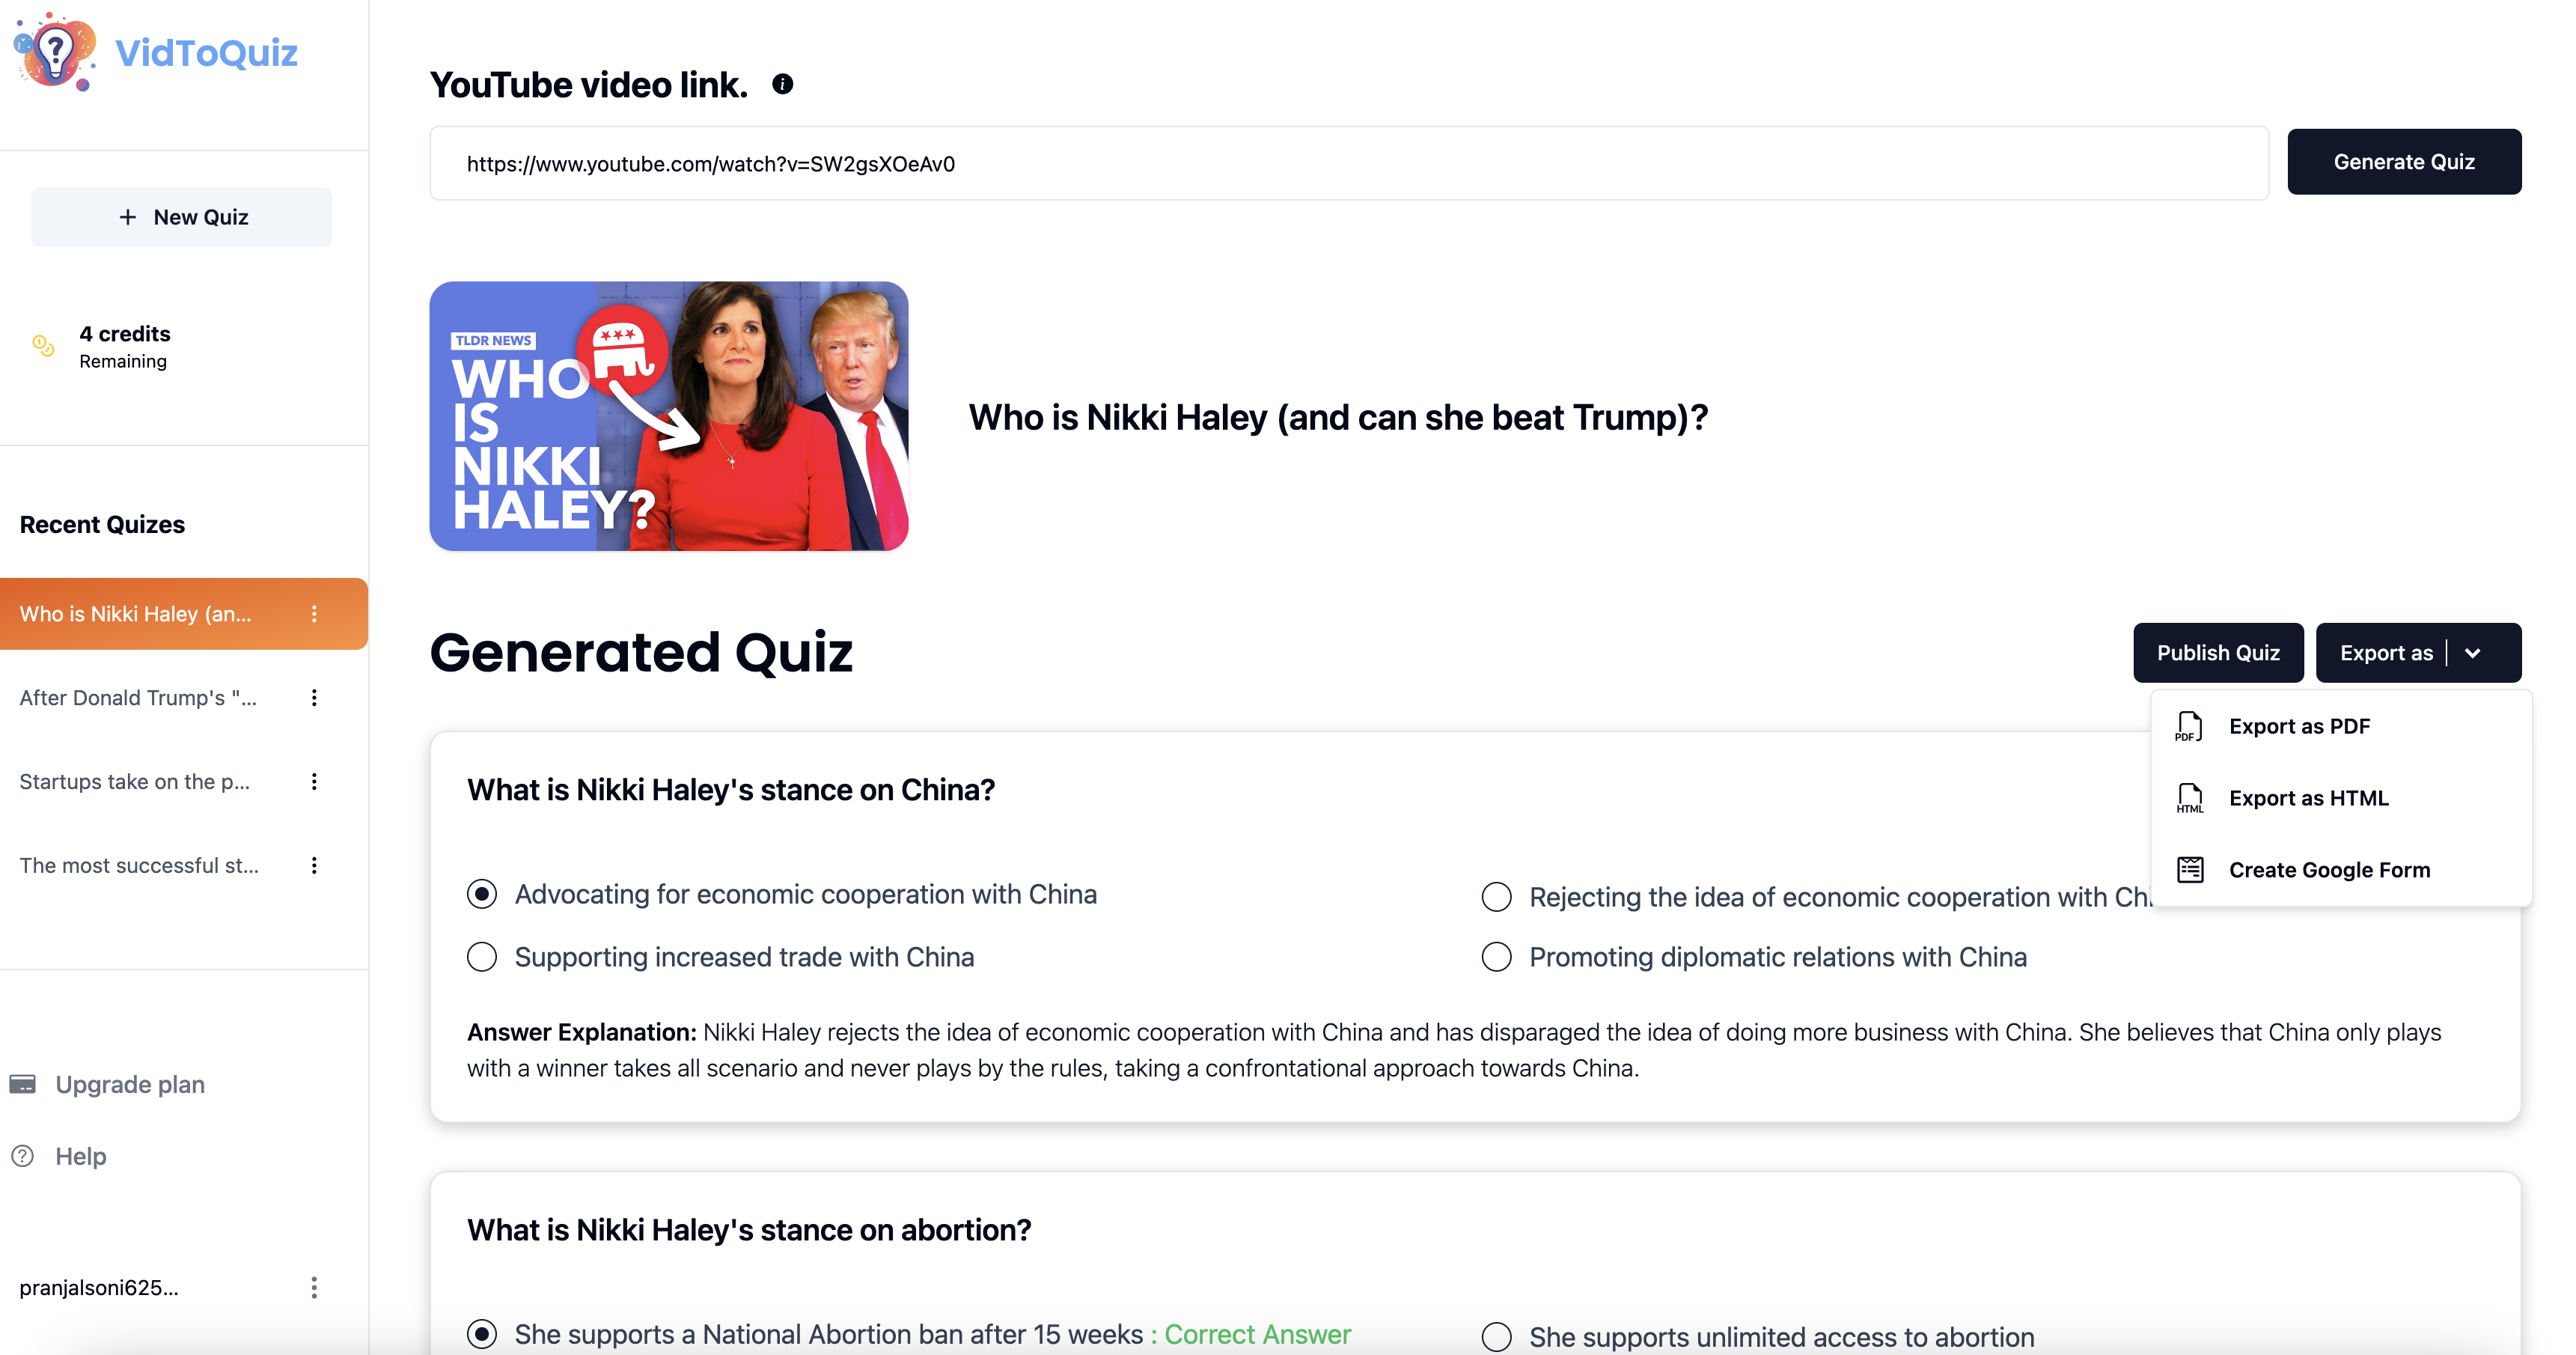 VidToQuiz
New Quiz
4 credits
Remaining
Recent Quizes
Who is Nikki Haley (an...
After Donald Trump's "...
Startups take on the p...
The most successful st...
Upgrade plan
Help
pranjalsoni625...
YouTube video link.
https://www.youtube.com/watch?v=SW2gsXOeAv0
Generate Quiz
TLDR NEWS
WHO
IS
NIKKI
HALEY?
Who is Nikki Haley (and can she beat Trump)?
Generated Quiz
Publish Quiz
Export as
PDF Export as PDF
HTML Export as HTML
Create Google Form
What is Nikki Haley's stance on China?
Advocating for economic cooperation with China
Rejecting the idea of economic cooperation with Chi
Supporting increased trade with China
Promoting diplomatic relations with China
Answer Explanation: Nikki Haley rejects the idea of economic cooperation with China and has disparaged the idea of doing more business with China. She believes that China only plays
with a winner takes all scenario and never plays by the rules, taking a confrontational approach towards China.
What is Nikki Haley's stance on abortion?
She supports a National Abortion ban after 15 weeks : Correct Answer
She supports unlimited access to abortion